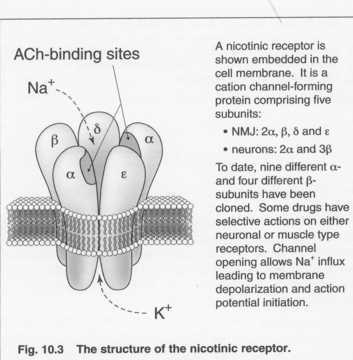 ACh-binding sites
Na⁺
δ
β
α
α
ε
K⁺
A nicotinic receptor is
shown embedded in the
cell membrane. It is a
cation channel-forming
protein comprising five
subunits:
• NMJ: 2α, β, δ and ε
• neurons: 2α and 3β
To date, nine different α-
and four different β-
subunits have been
cloned. Some drugs have
selective actions on either
neuronal or muscle type
receptors. Channel
opening allows Na⁺ influx
leading to membrane
depolarization and action
potential initiation.
Fig. 10.3 The structure of the nicotinic receptor.